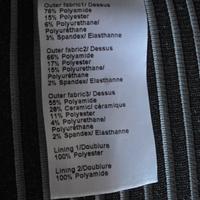 Outer fabric1/ Dessus
76% Polyamide
15% Polyester
6% Polyurethane/
Polyuréthane
3% Spandex/ Elasthanne
Outer fabric2/ Dessus
66% Polyamide
17% Polyester
15% Polyurethane/
Polyuréthane
2% Spandex/ Elasthanne
Outer fabric3/ Dessus
55% Polyamide
28% Ceramic/ céramique
11% Polyester
4% Polyurethane/
Polyuréthane
2% Spandex/ Elasthanne
Lining 1/Doublure
100% Polyester
Lining 2/Doublure
100% Polyamide